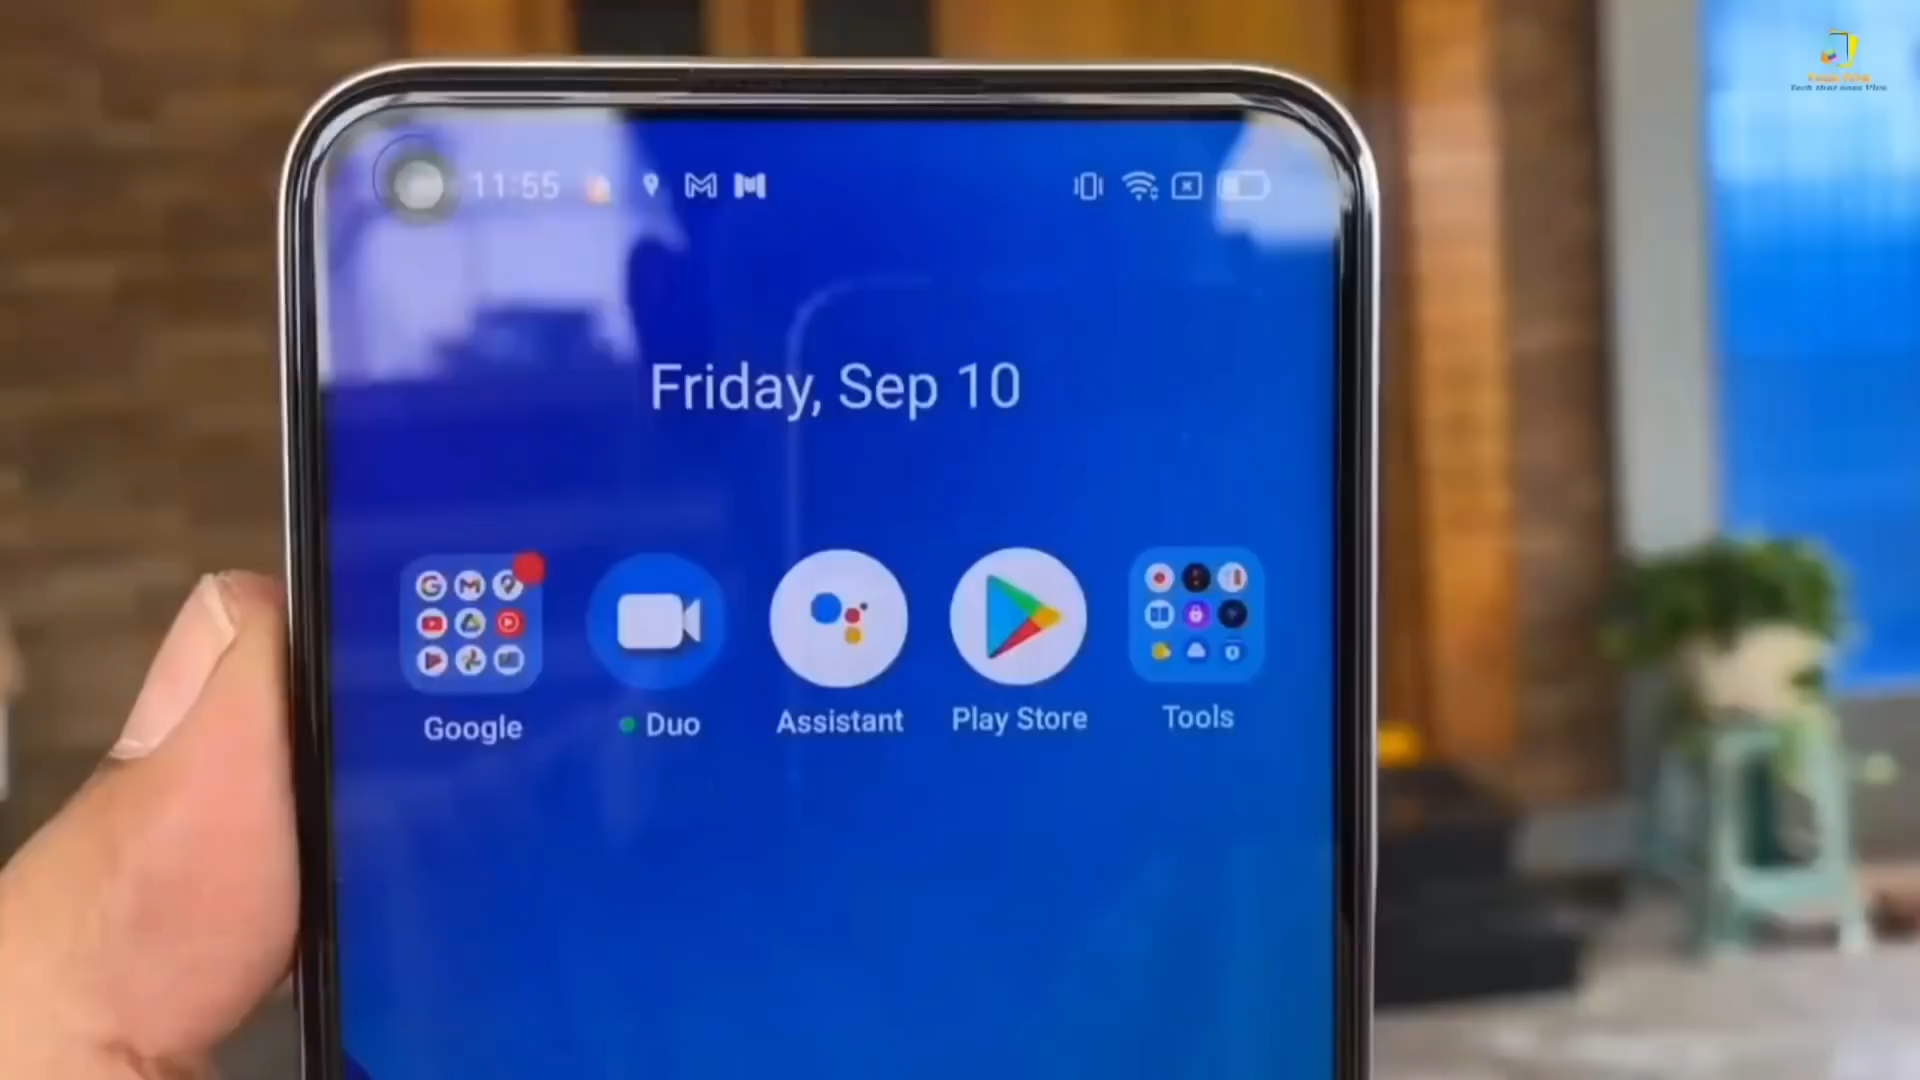 11:55
Friday, Sep 10
Google
Duo
Assistant
Play Store
Tools